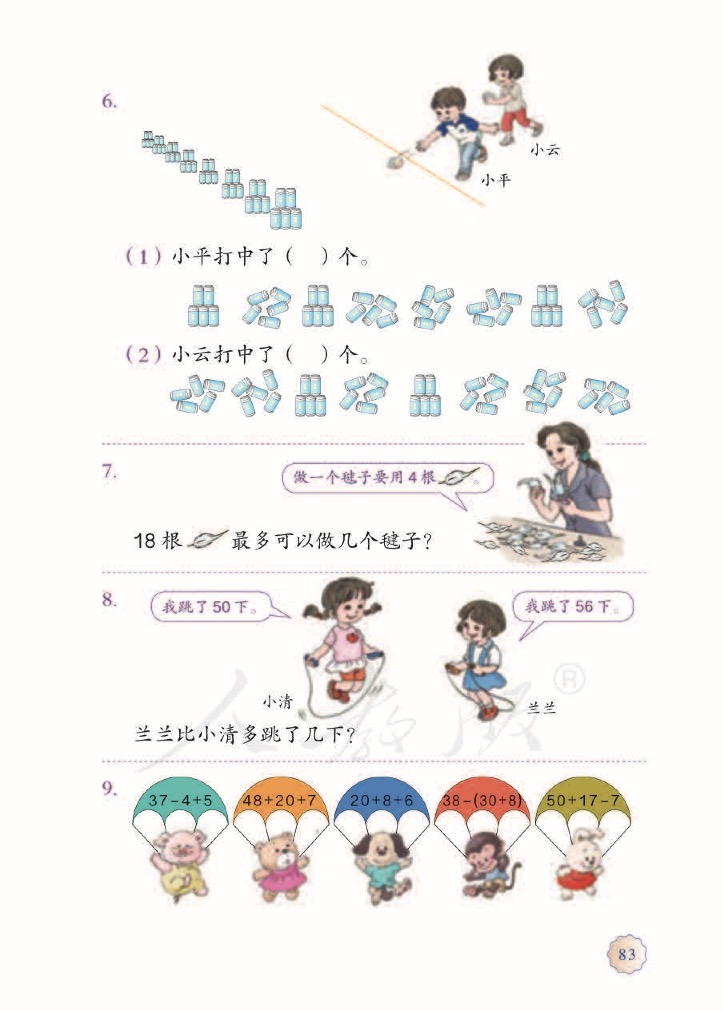 6.
小云
小平
(1) 小平打中了（ ）个。
(2) 小云打中了（ ）个。
7.
做一个毽子要用4根 。
18根 最多可以做几个毽子？
8.
我跳了50下。
我跳了56下。
小清
兰兰
兰兰比小清多跳了几下？
人教版®
9.
37－4＋5 48＋20＋7 20＋8＋6 38－(30＋8) 50＋17－7
83